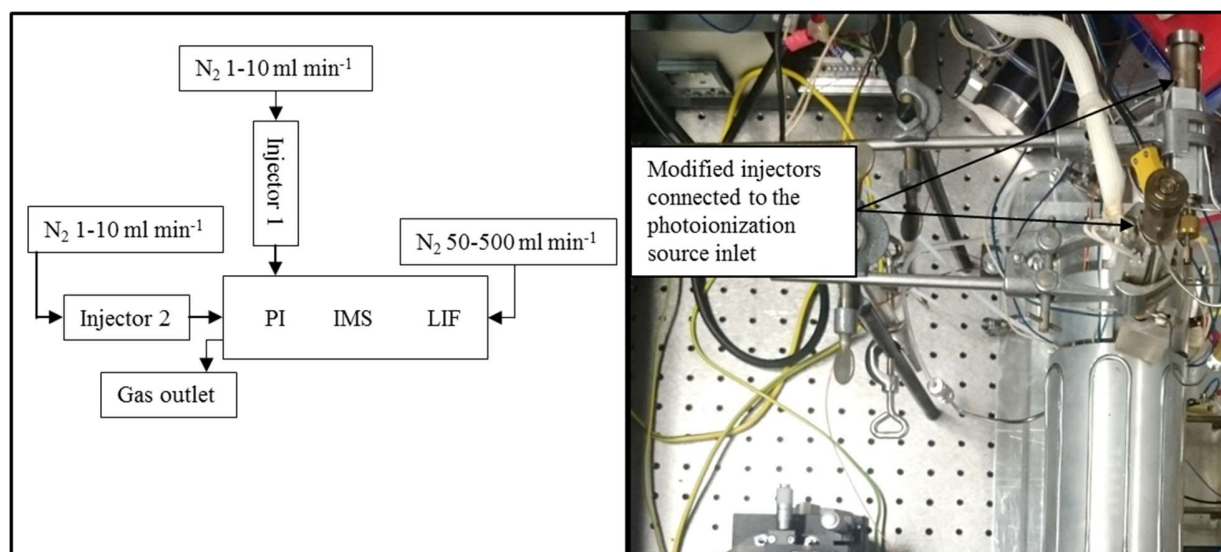 N₂ 1-10 ml min⁻¹
Injector 1
N₂ 1-10 ml min⁻¹
N₂ 50-500 ml min⁻¹
Injector 2
PI IMS LIF
Gas outlet
Modified injectors
connected to the
photoionization
source inlet